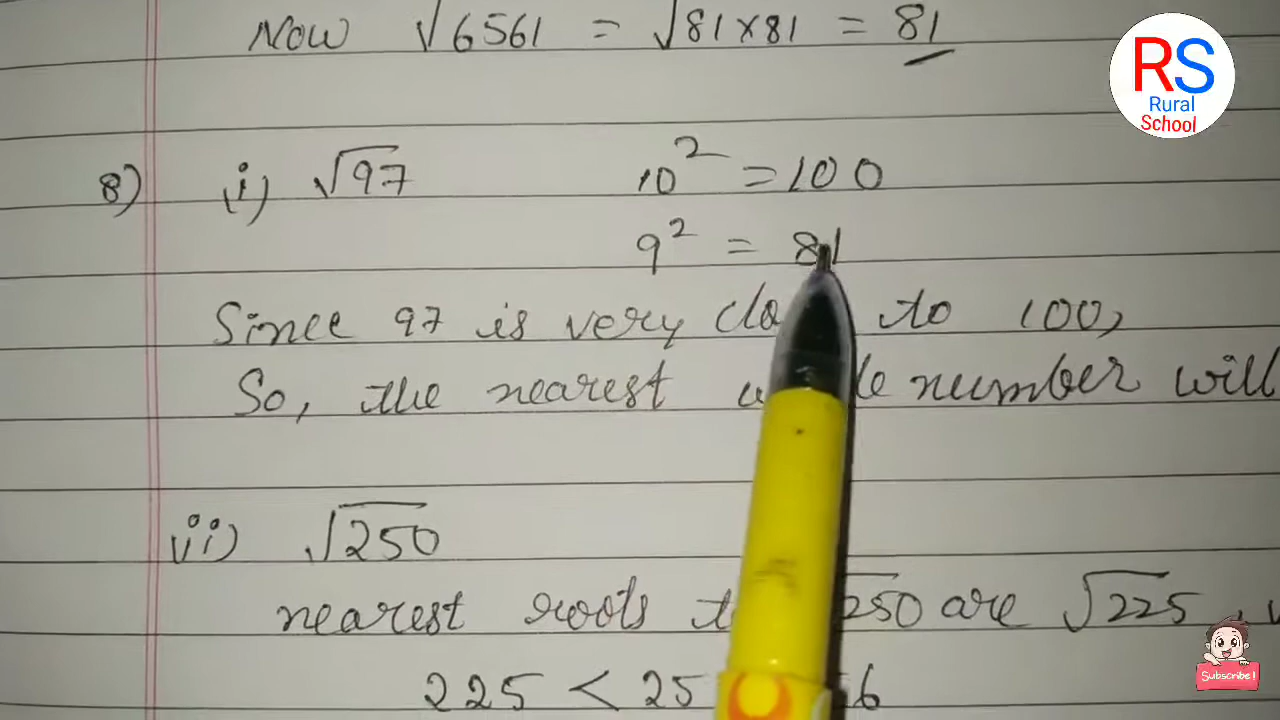 Now √6561 = √81×81 = 81
RS
Rural
School
8) i) √97 10² = 100
9² = 81
Since 97 is very to 100,
So, the nearest number will
ii) √250
nearest roots 250 are √225
225 < 25 6
Subscribe!